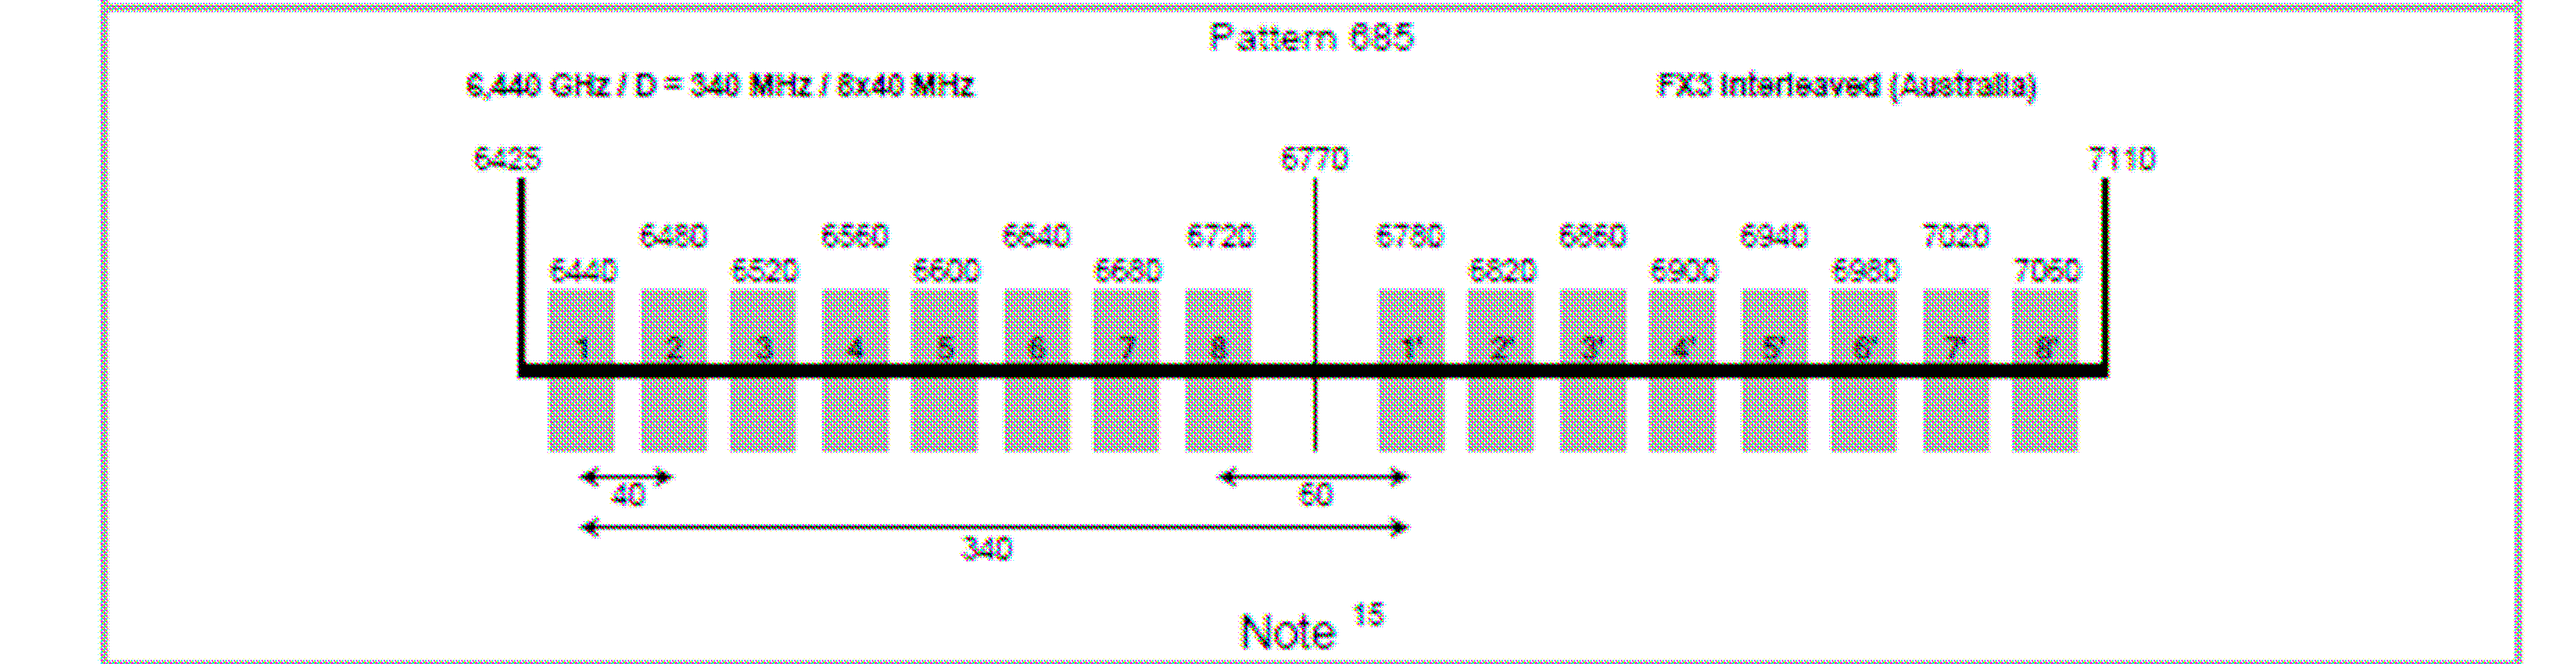 Pattern 685
6,440 GHz / D = 340 MHz / 8x40 MHz FX3 Interleaved (Australia)
6425 6770 7110
6480 6560 6640 6720 6780 6860 6940 7020
6440 6520 6600 6680 6820 6900 6980 7060
1 2 3 4 5 6 7 8 1' 2' 3' 4' 5' 6' 7' 8'
40 60
340
Note 15